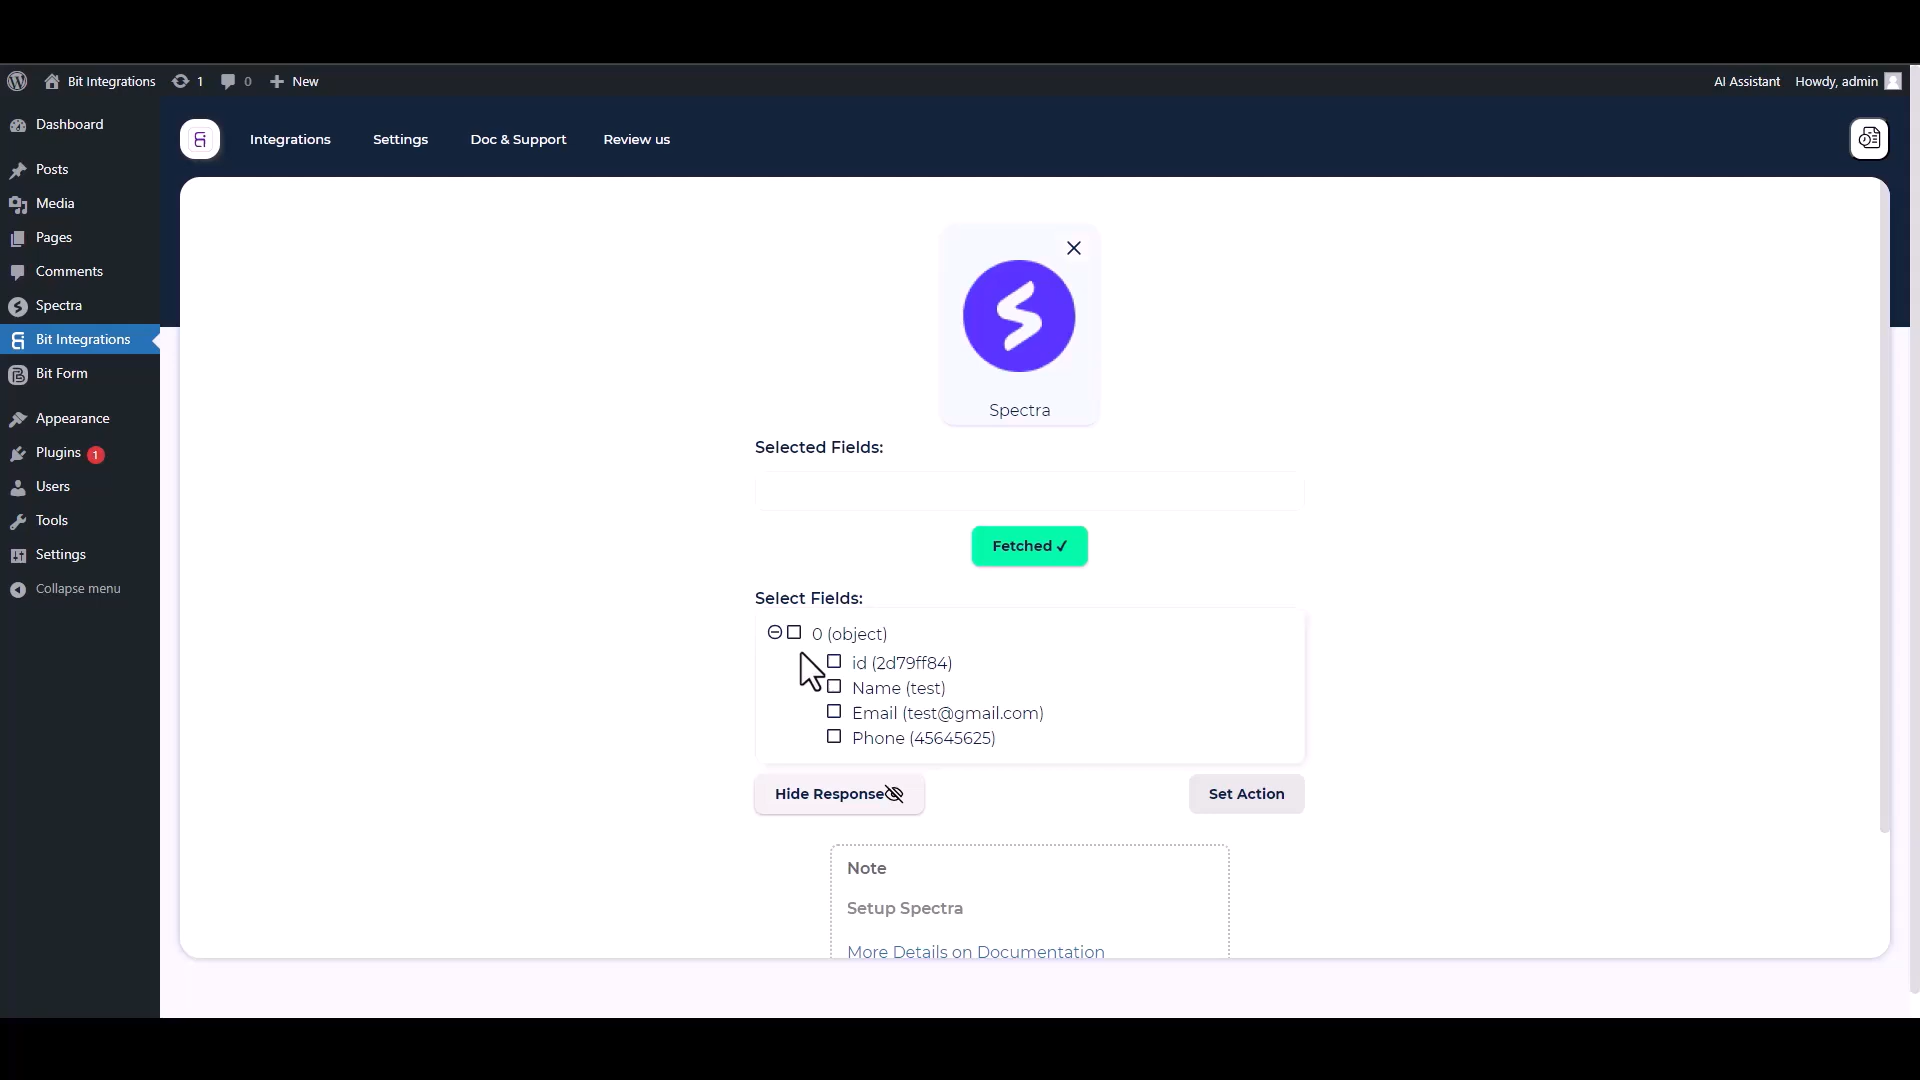 Bit Integrations
1
0
New
AI Assistant
Howdy, admin
Dashboard
Posts
Media
Pages
Comments
Spectra
Bit Integrations
Bit Form
Appearance
Plugins 1
Users
Tools
Settings
Collapse menu
Integrations
Settings
Doc & Support
Review us
Spectra
Selected Fields:
Fetched ✓
Select Fields:
0 (object)
id (2d79ff84)
Name (test)
Email (test@gmail.com)
Phone (45645625)
Hide Response
Set Action
Note
Setup Spectra
More Details on Documentation